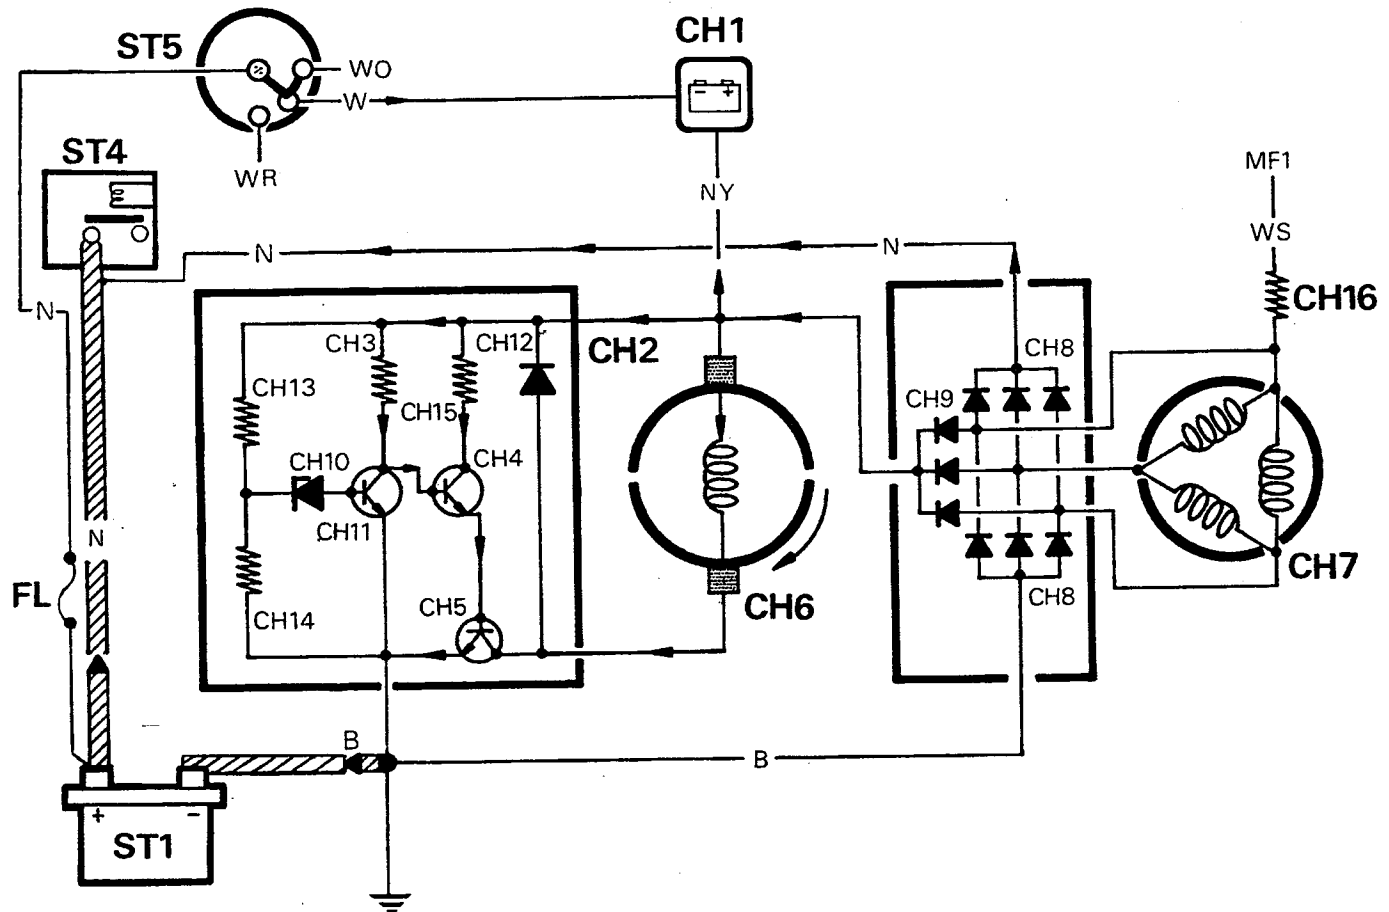 CH1
ST5
WO
W
ST4
WR
MF1
NY
WS
N
N
CH16
N
CH3
CH12
CH2
CH8
CH13
CH9
CH15
CH10
CH4
CH11
N
CH7
FL
CH5
CH6
CH8
CH14
B
B
+ −
ST1
− +